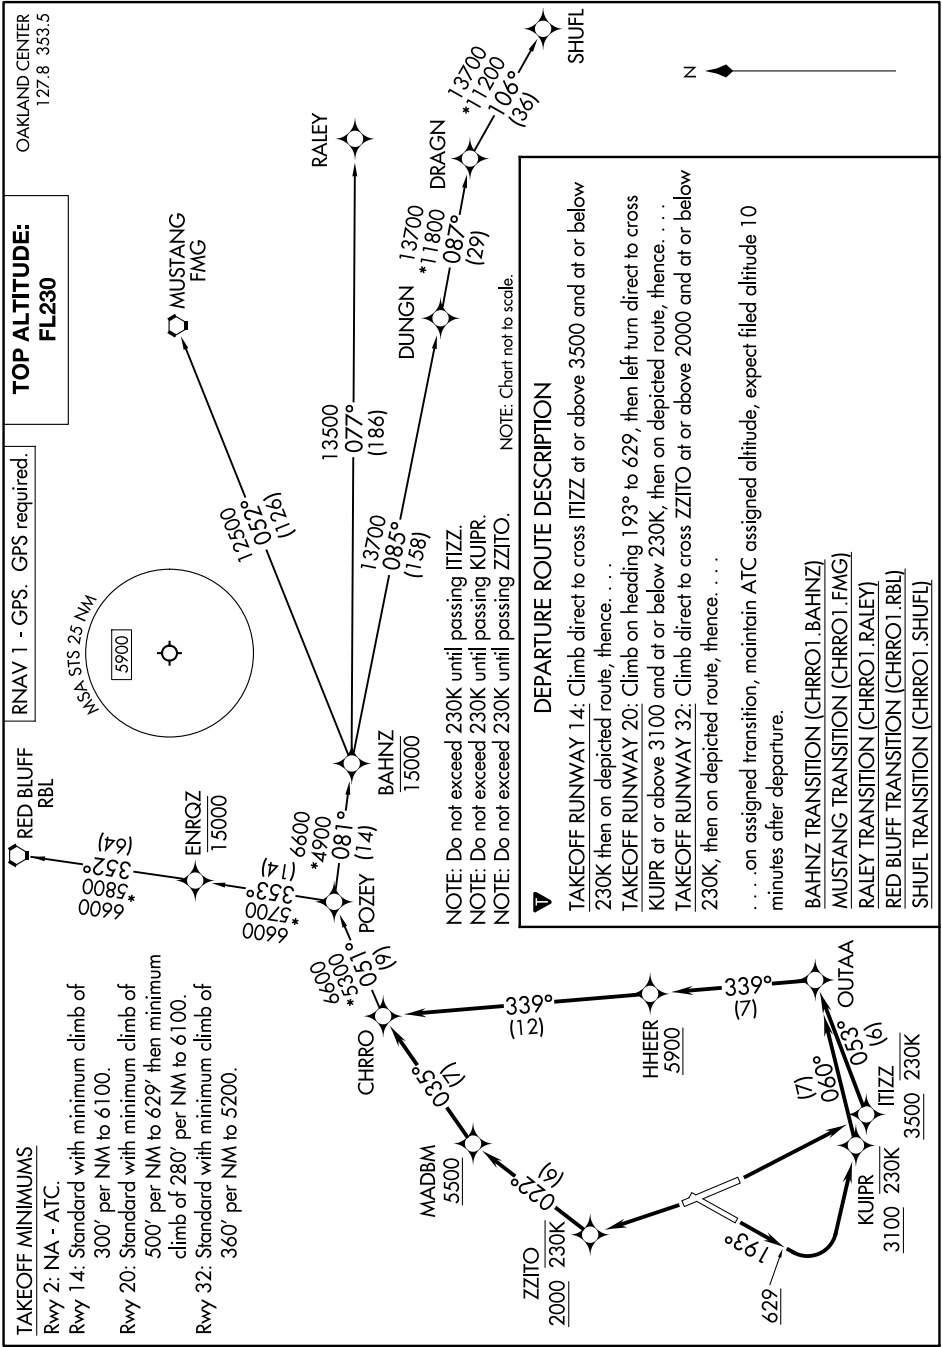 TAKEOFF MINIMUMS
Rwy 2: NA - ATC.
Rwy 14: Standard with minimum climb of
300' per NM to 6100.
Rwy 20: Standard with minimum climb of
500' per NM to 629' then minimum
climb of 280' per NM to 6100.
Rwy 32: Standard with minimum climb of
360' per NM to 5200.
RED BLUFF
RBL
RNAV 1 - GPS. GPS required.
TOP ALTITUDE:
FL230
OAKLAND CENTER
127.8 353.5
MSA STS 25 NM
5900
MUSTANG
FMG
RALEY
SHUFL
N
6600
*5800
352°
(64)
ENRQZ
15000
6600
*5700
353°
(14)
POZEY
6600
*4900
081°
(14)
BAHNZ
15000
12500
052°
(126)
13500
077°
(186)
13700
085°
(158)
DUNGN
13700
*11800
087°
(29)
DRAGN
13700
*11200
106°
(36)
6600
*5300
051°
(9)
CHRRO
035°
(7)
MADBM
5500
022°
(6)
ZZITO
2000 230K
339°
(12)
HHEER
5900
339°
(7)
OUTAA
(7)
060°
053°
(6)
ITIZZ
3500 230K
KUIPR
3100 230K
193°
629
NOTE: Do not exceed 230K until passing ITIZZ.
NOTE: Do not exceed 230K until passing KUIPR.
NOTE: Do not exceed 230K until passing ZZITO.
NOTE: Chart not to scale.
T
DEPARTURE ROUTE DESCRIPTION
TAKEOFF RUNWAY 14: Climb direct to cross ITIZZ at or above 3500 and at or below
230K then on depicted route, thence. . . .
TAKEOFF RUNWAY 20: Climb on heading 193° to 629, then left turn direct to cross
KUIPR at or above 3100 and at or below 230K, then on depicted route, thence. . . .
TAKEOFF RUNWAY 32: Climb direct to cross ZZITO at or above 2000 and at or below
230K, then on depicted route, thence. . . .
. . . .on assigned transition, maintain ATC assigned altitude, expect filed altitude 10
minutes after departure.
BAHNZ TRANSITION (CHRRO1.BAHNZ)
MUSTANG TRANSITION (CHRRO1.FMG)
RALEY TRANSITION (CHRRO1.RALEY)
RED BLUFF TRANSITION (CHRRO1.RBL)
SHUFL TRANSITION (CHRRO1.SHUFL)